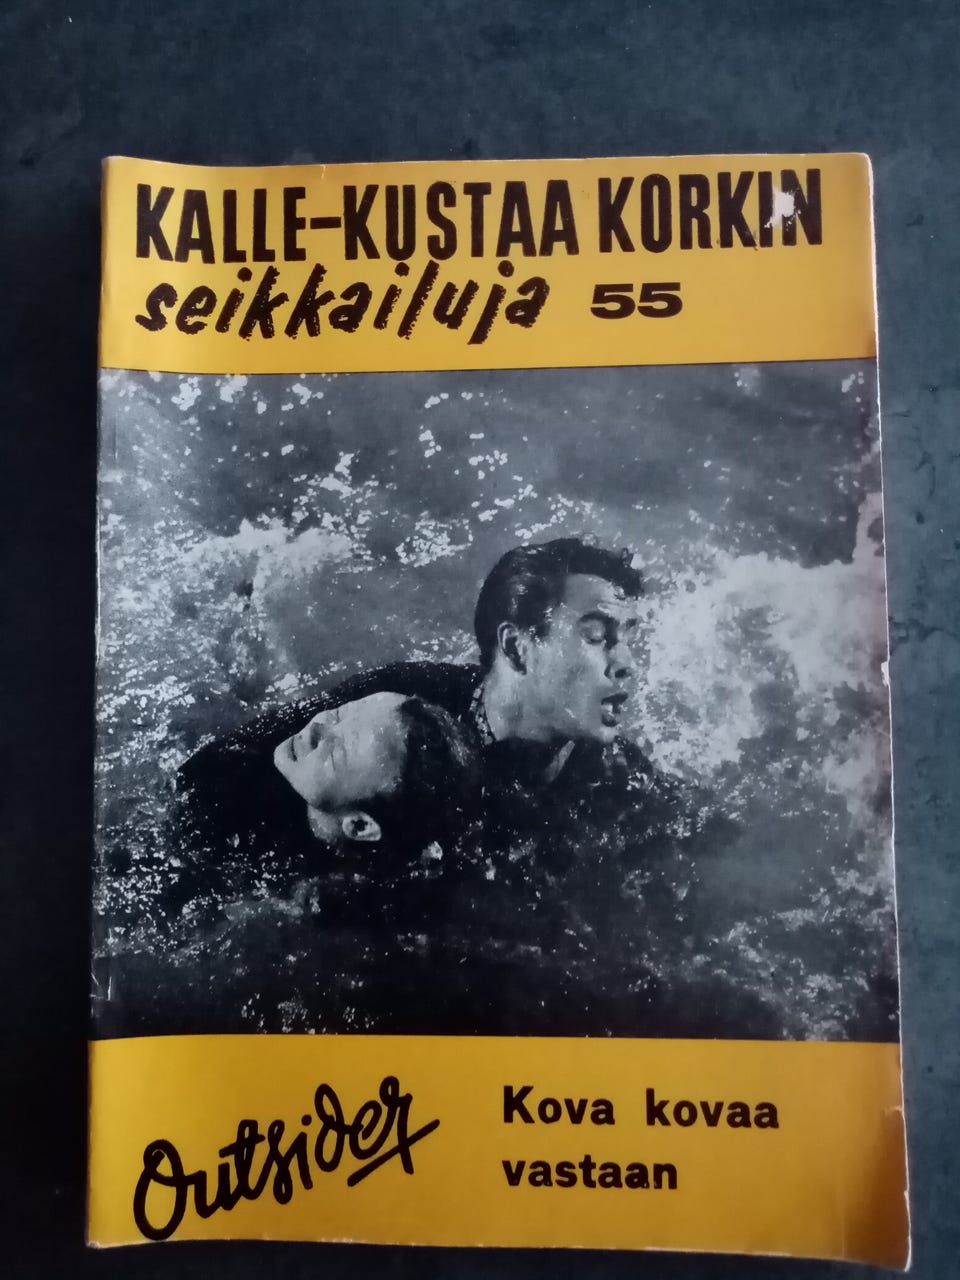 KALLE-KUSTAA KORKIN
seikkailuja 55
Outsider
Kova kovaa
vastaan